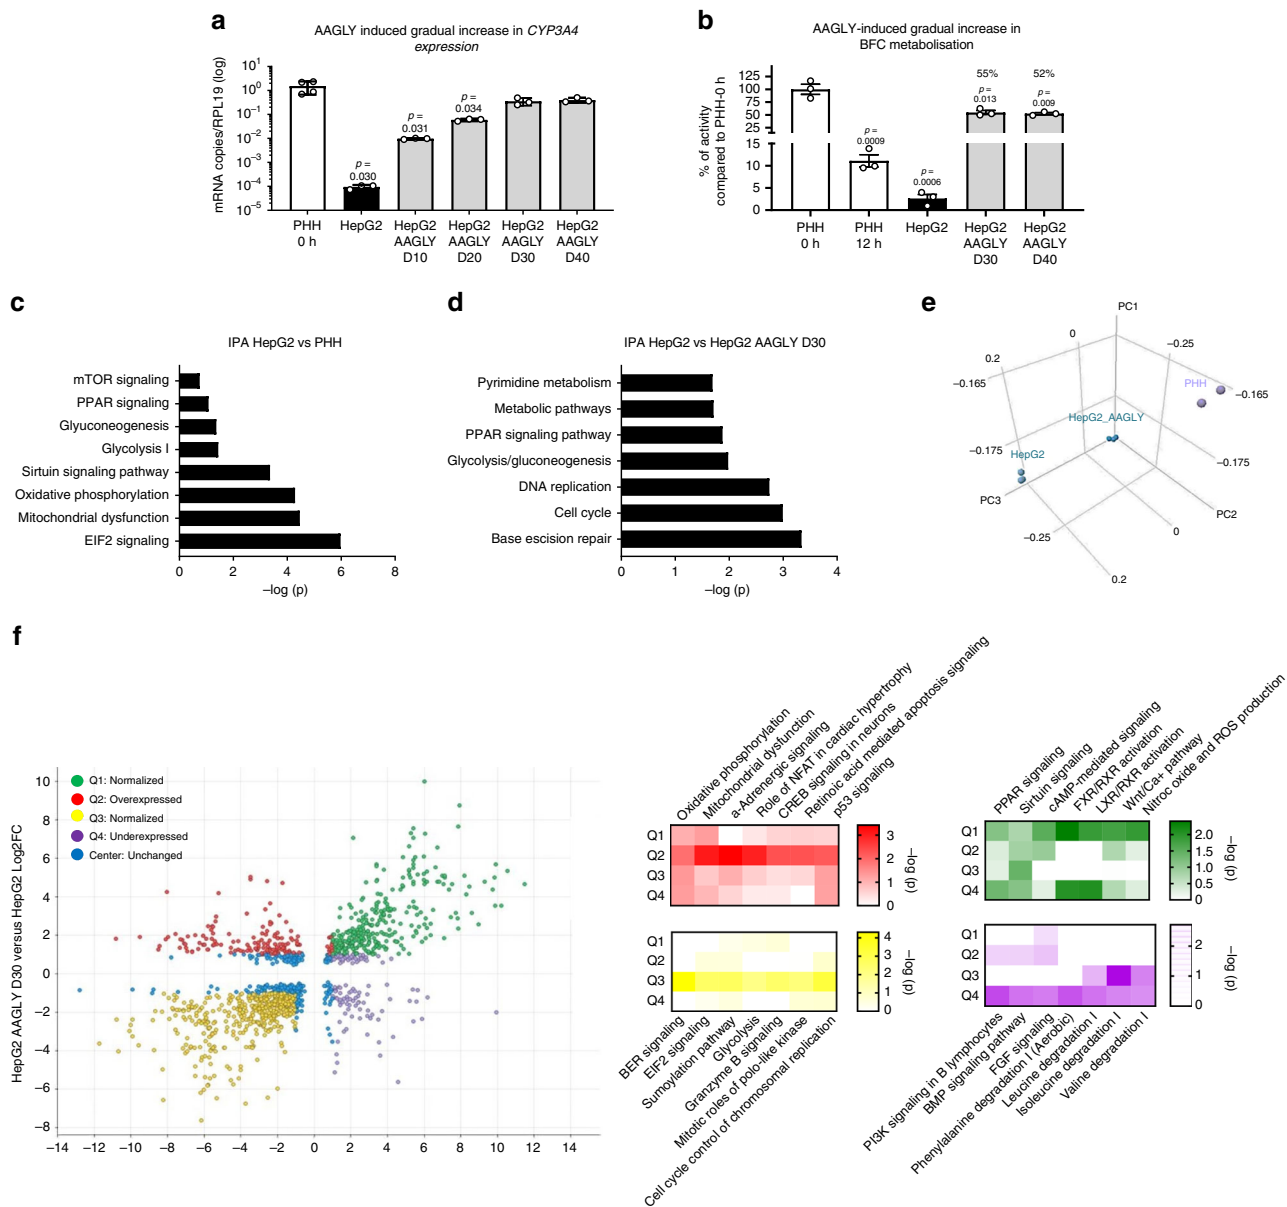 a
AAGLY induced gradual increase in CYP3A4
expression
mRNA copies/RPL19 (log)
10¹
10⁰
10⁻¹
10⁻²
10⁻³
10⁻⁴
10⁻⁵
p =
0.030
p =
0.031
p =
0.034
PHH
0 h
HepG2
HepG2
AAGLY
D10
HepG2
AAGLY
D20
HepG2
AAGLY
D30
HepG2
AAGLY
D40
b
AAGLY-induced gradual increase in
BFC metabolisation
% of activity
compared to PHH-0 h
125
100
75
50
25
15
10
5
0
p =
0.0009
p =
0.0006
55%
p =
0.013
52%
p =
0.009
PHH
0 h
PHH
12 h
HepG2
HepG2
AAGLY
D30
HepG2
AAGLY
D40
c
IPA HepG2 vs PHH
mTOR signaling
PPAR signaling
Glyuconeogenesis
Glycolysis I
Sirtuin signaling pathway
Oxidative phosphorylation
Mitochondrial dysfunction
EIF2 signaling
0 2 4 6 8
–log (p)
d
IPA HepG2 vs HepG2 AAGLY D30
Pyrimidine metabolism
Metabolic pathways
PPAR signaling pathway
Glycolysis/gluconeogenesis
DNA replication
Cell cycle
Base escision repair
0 1 2 3 4
–log (p)
e
PC1
0
–0.25
0.2
–0.165
PHH
–0.165
HepG2_AAGLY
–0.175
HepG2
–0.175
PC3
PC2
–0.25
0
0.2
f
HepG2 AAGLY D30 versus HepG2 Log2FC
10
8
6
4
2
0
–2
–4
–6
–8
Q1: Normalized
Q2: Overexpressed
Q3: Normalized
Q4: Underexpressed
Center: Unchanged
–14 –12 –10 –8 –6 –4 –2 0 2 4 6 8 10 12 14
Oxidative phosphorylation
Mitochondrial dysfunction
a-Adrenergic signaling
Role of NFAT in cardiac hypertrophy
CREB signaling in neurons
Retinoic acid mediated apoptosis signaling
p53 signaling
Q1
Q2
Q3
Q4
3
2
1
0
–log (p)
PPAR signaling
Sirtuin signaling
cAMP-mediated signaling
FXR/RXR activation
LXR/RXR activation
Wnt/Ca+ pathway
Nitroc oxide and ROS production
Q1
Q2
Q3
Q4
2.0
1.5
1.0
0.5
0
–log (p)
Q1
Q2
Q3
Q4
4
3
2
1
0
–log (p)
BER signaling
EIF2 signaling
Sumoylation pathway
Glycolysis
Granzyme B signaling
Mitotic roles of polo-like kinase
Cell cycle control of chromosomal replication
Q1
Q2
Q3
Q4
2
1
0
–log (p)
PI3K signaling in B lymphocytes
BMP signaling pathway
FGF signaling
Phenylalanine degradation I (Aerobic)
Leucine degradation I
Isoleucine degradation I
Valine degradation I